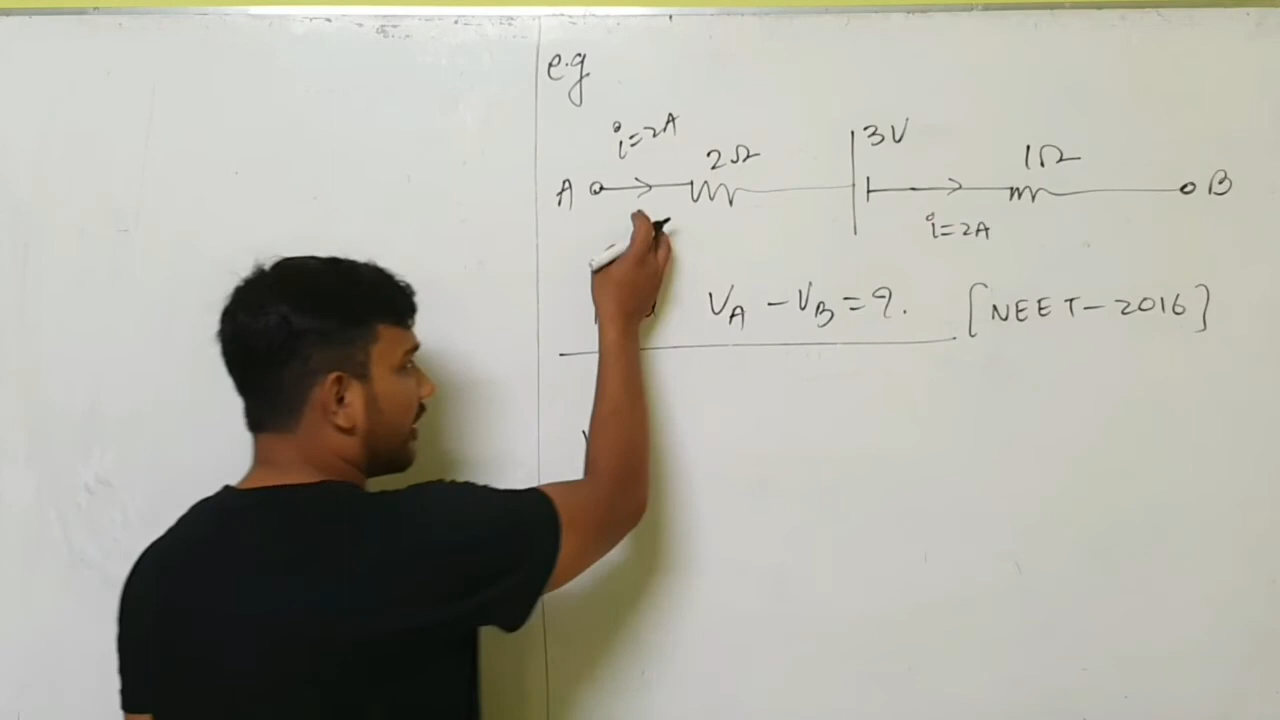 e.g
i=2A
2Ω 3V 1Ω
A B
i=2A
V_A - V_B = ?. [NEET-2016]